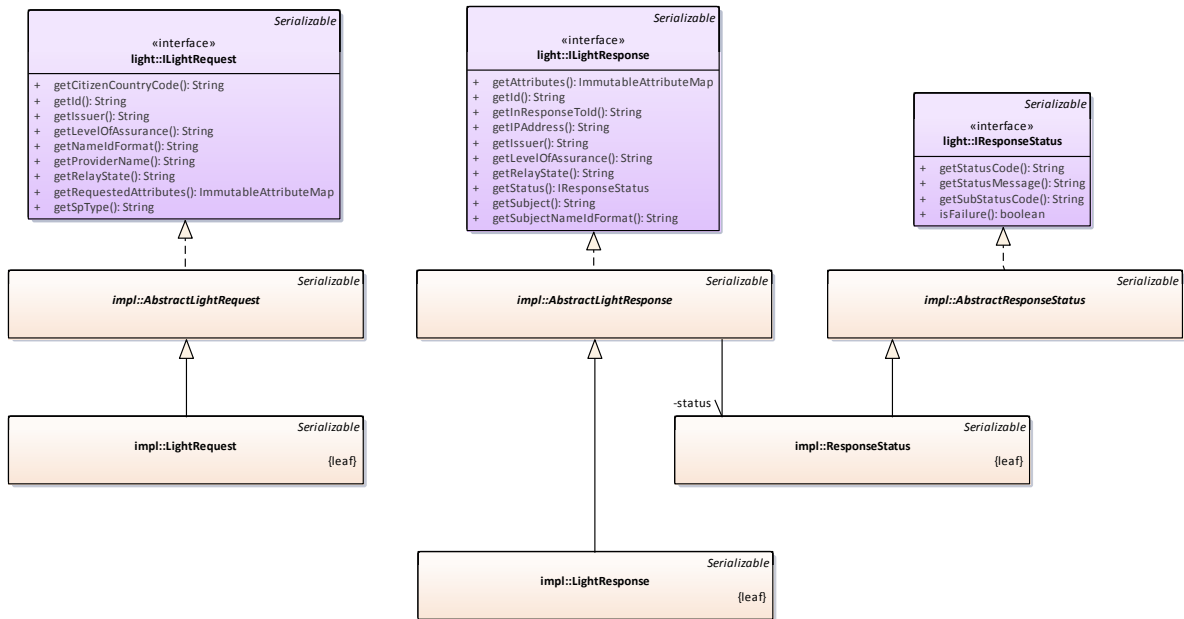 Serializable
«interface»
light::ILightRequest
+ getCitizenCountryCode(): String
+ getId(): String
+ getIssuer(): String
+ getLevelOfAssurance(): String
+ getNameIdFormat(): String
+ getProviderName(): String
+ getRelayState(): String
+ getRequestedAttributes(): ImmutableAttributeMap
+ getSpType(): String
Serializable
«interface»
light::ILightResponse
+ getAttributes(): ImmutableAttributeMap
+ getId(): String
+ getInResponseToId(): String
+ getIPAddress(): String
+ getIssuer(): String
+ getLevelOfAssurance(): String
+ getRelayState(): String
+ getStatus(): IResponseStatus
+ getSubject(): String
+ getSubjectNameIdFormat(): String
Serializable
«interface»
light::IResponseStatus
+ getStatusCode(): String
+ getStatusMessage(): String
+ getSubStatusCode(): String
+ isFailure(): boolean
Serializable
impl::AbstractLightRequest
Serializable
impl::AbstractLightResponse
Serializable
impl::AbstractResponseStatus
-status
Serializable
impl::LightRequest
{leaf}
Serializable
impl::ResponseStatus
{leaf}
Serializable
impl::LightResponse
{leaf}